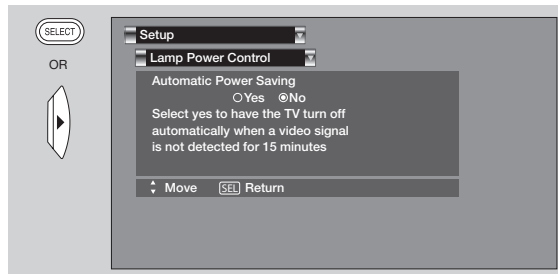 SELECT
OR
Setup
Lamp Power Control
Automatic Power Saving
Yes No
Select yes to have the TV turn off
automatically when a video signal
is not detected for 15 minutes
Move SEL Return